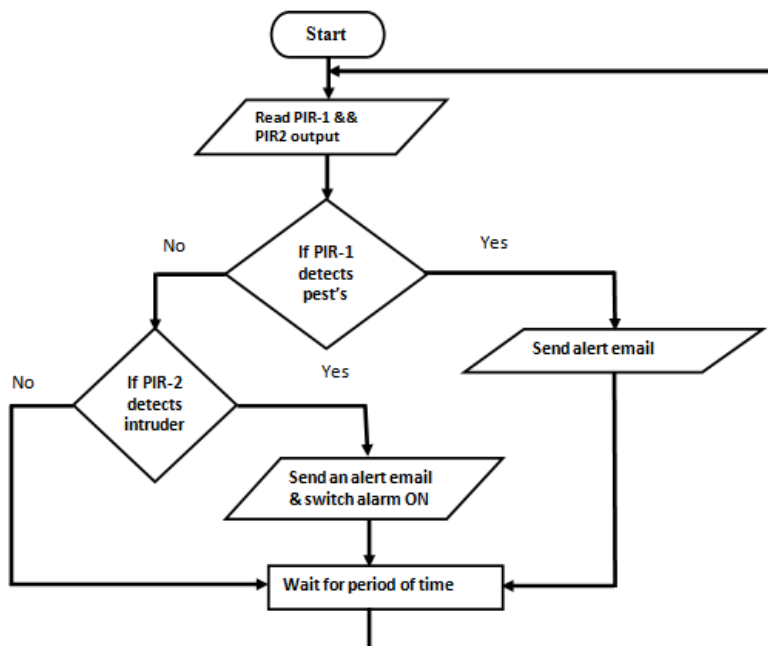 Start
Read PIR-1 &&
PIR2 output
No
Yes
If PIR-1
detects
pest's
Send alert email
No
If PIR-2
detects
intruder
Yes
Send an alert email
& switch alarm ON
Wait for period of time